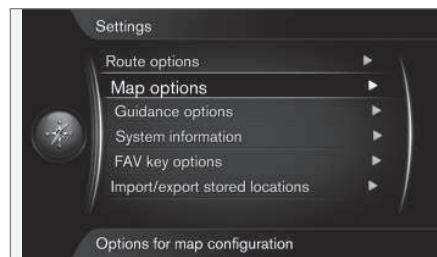 Settings
Route options
Map options
Guidance options
System information
FAV key options
Import/export stored locations
Options for map configuration